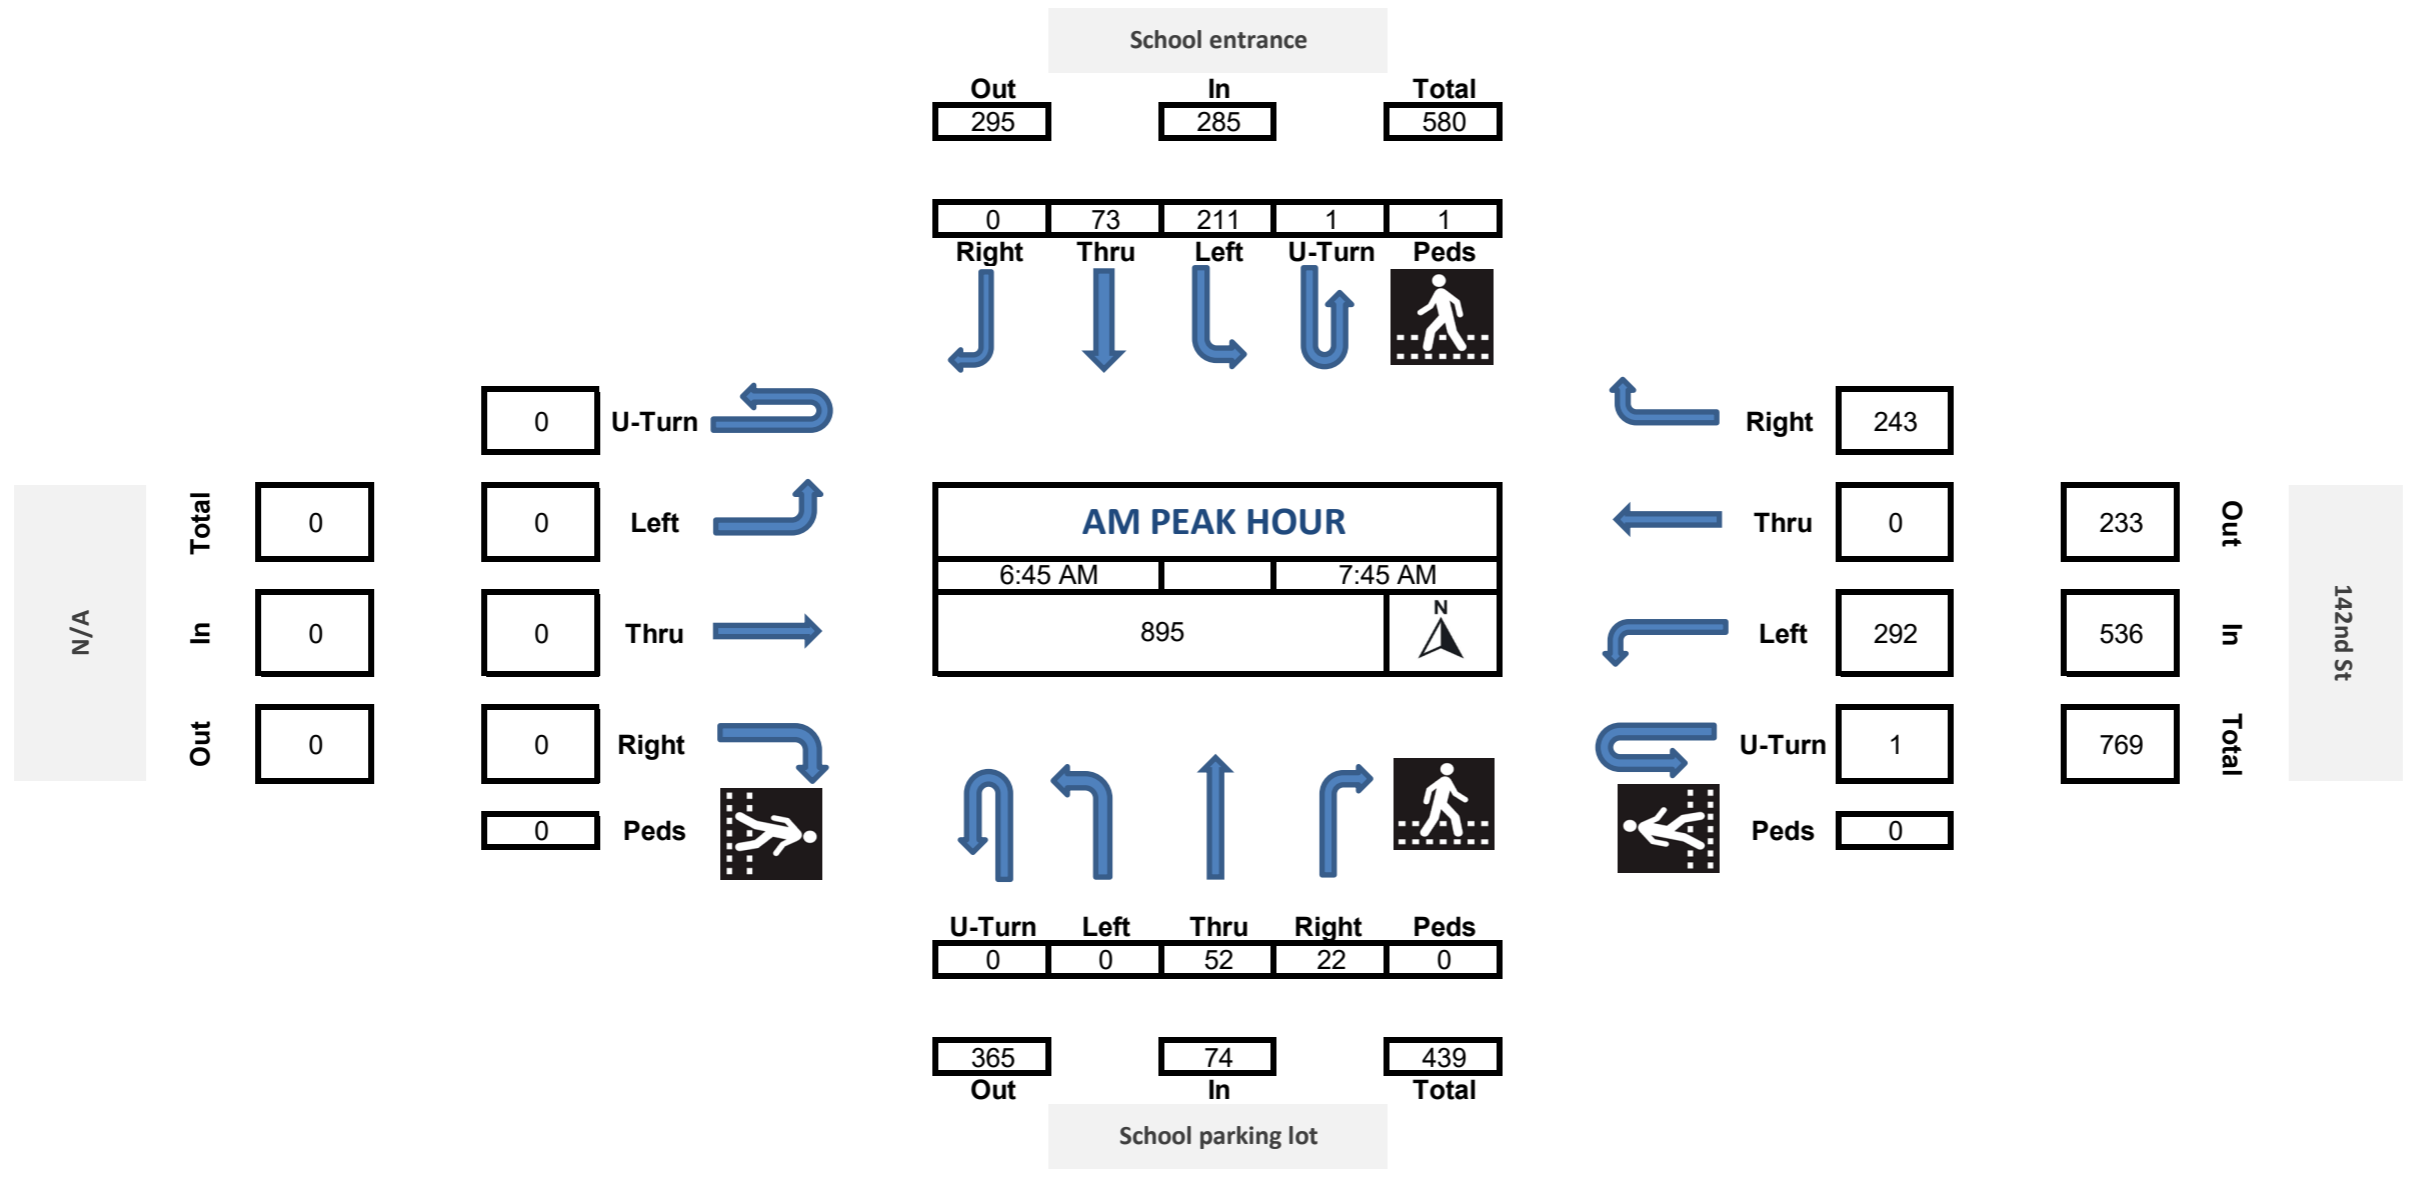 School entrance
Out In Total
295 285 580
0 73 211 1 1
Right Thru Left U-Turn Peds
0 U-Turn
Right 243
Total 0 0 Left
AM PEAK HOUR
Thru 0 233 Out
6:45 AM 7:45 AM
N/A
In 0 0 Thru
895
N
Left 292 536 In
142nd St
Out 0 0 Right
U-Turn 1 769 Total
0 Peds
Peds 0
U-Turn Left Thru Right Peds
0 0 52 22 0
365 74 439
Out In Total
School parking lot